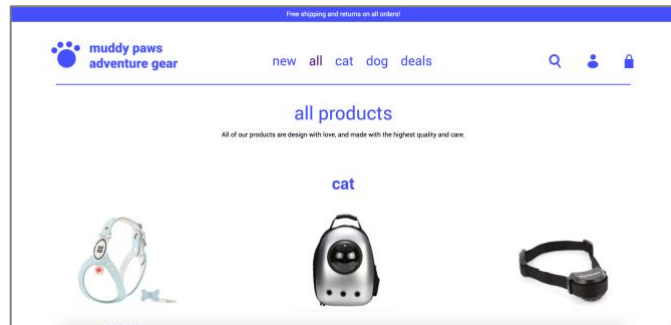 Free shipping and returns on all orders!
muddy paws
adventure gear
new all cat dog deals
all products
All of our products are design with love, and made with the highest quality and care.
cat